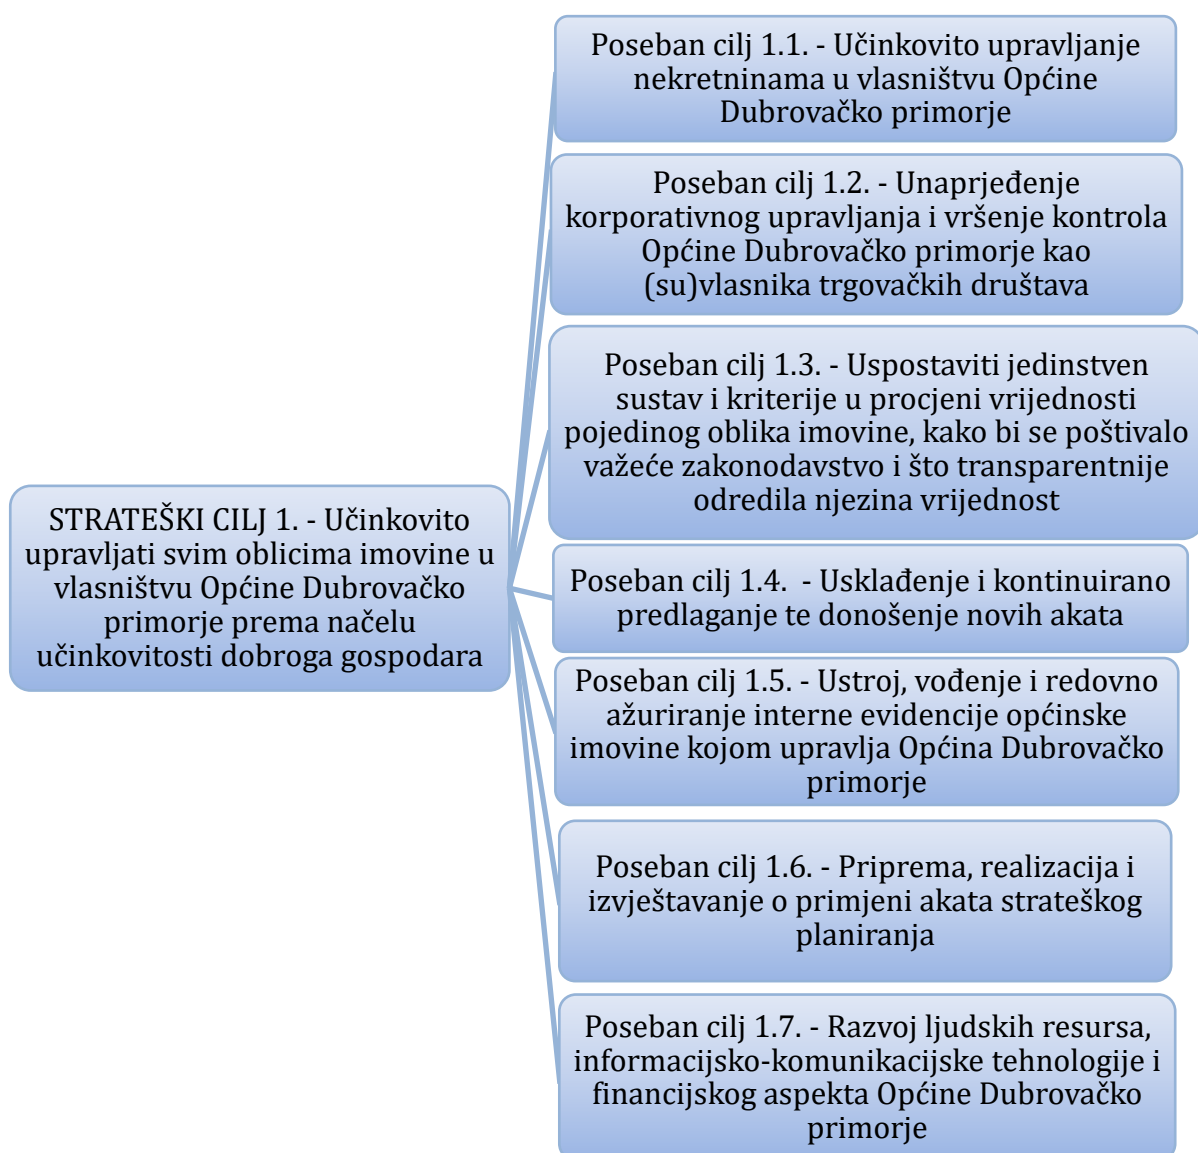 STRATEŠKI CILJ 1. - Učinkovito
upravljati svim oblicima imovine u
vlasništvu Općine Dubrovačko
primorje prema načelu
učinkovitosti dobroga gospodara
Poseban cilj 1.1. - Učinkovito upravljanje
nekretninama u vlasništvu Općine
Dubrovačko primorje
Poseban cilj 1.2. - Unaprjeđenje
korporativnog upravljanja i vršenje kontrola
Općine Dubrovačko primorje kao
(su)vlasnika trgovačkih društava
Poseban cilj 1.3. - Uspostaviti jedinstven
sustav i kriterije u procjeni vrijednosti
pojedinog oblika imovine, kako bi se poštivalo
važeće zakonodavstvo i što transparentnije
odredila njezina vrijednost
Poseban cilj 1.4. - Usklađenje i kontinuirano
predlaganje te donošenje novih akata
Poseban cilj 1.5. - Ustroj, vođenje i redovno
ažuriranje interne evidencije općinske
imovine kojom upravlja Općina Dubrovačko
primorje
Poseban cilj 1.6. - Priprema, realizacija i
izvještavanje o primjeni akata strateškog
planiranja
Poseban cilj 1.7. - Razvoj ljudskih resursa,
informacijsko-komunikacijske tehnologije i
financijskog aspekta Općine Dubrovačko
primorje